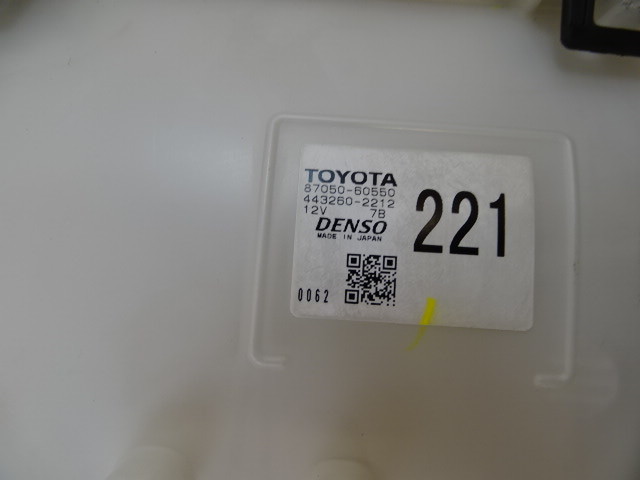 TOYOTA
87050-60550
443260-2212
12V 7B
DENSO
MADE IN JAPAN
221
0062